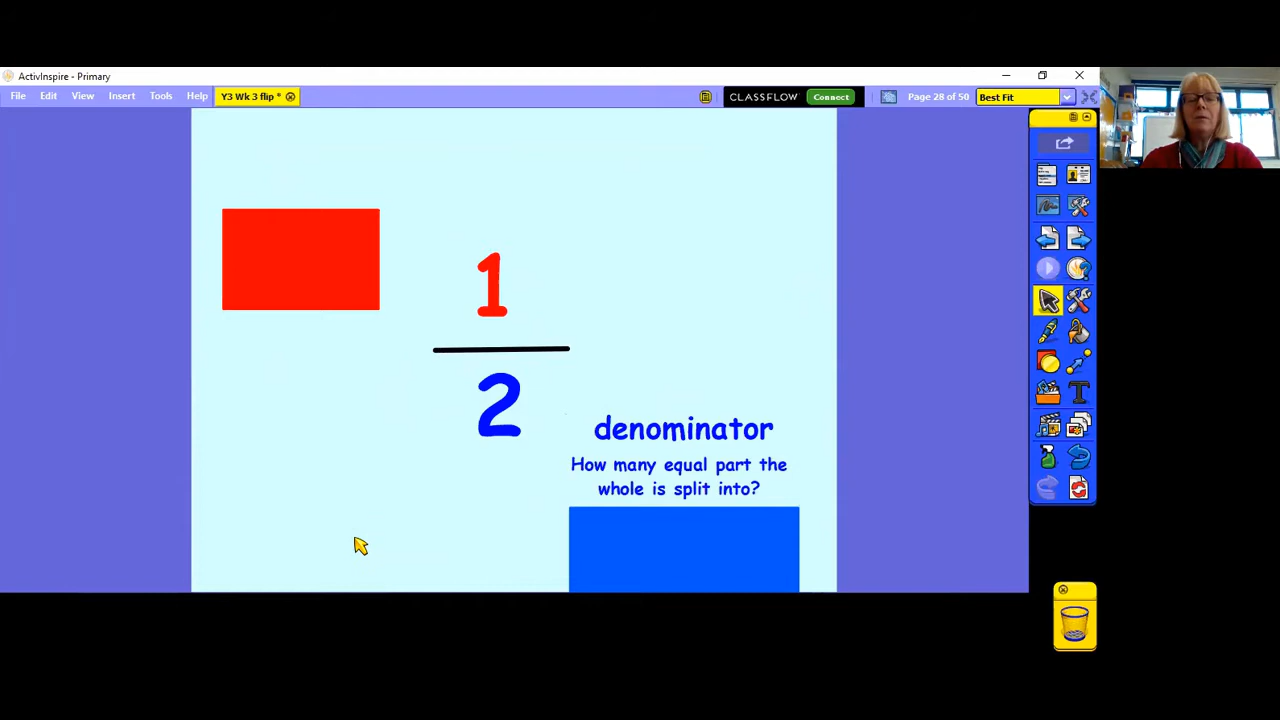 ActivInspire - Primary
File Edit View Insert Tools Help Y3 Wk 3 flip * CLASSFLOW Connect Page 28 of 50 Best Fit
1
2
denominator
How many equal part the
whole is split into?